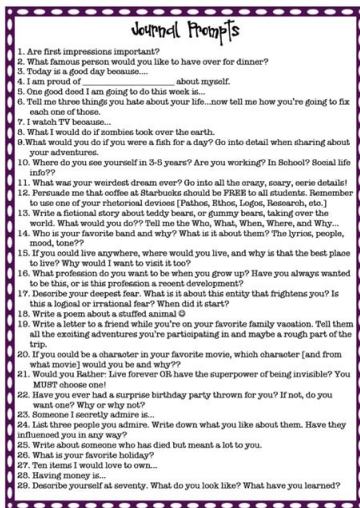 Journal Prompts
1. Are first impressions important?
2. What famous person would you like to have over for dinner?
3. Today is a good day because....
4. I am proud of ______________________ about myself.
5. One good deed I am going to do this week is...
6. Tell me three things you hate about your life...now tell me how you're going to fix
each one of those.
7. I watch TV because...
8. What I would do if zombies took over the earth.
9.What would you do if you were a fish for a day? Go into detail when sharing about
your adventures.
10. Where do you see yourself in 3-5 years? Are you working? In School? Social life
info??
11. What was your weirdest dream ever? Go into all the crazy, scary, eerie details!
12. Persuade me that coffee at Starbucks should be FREE to all students. Remember
to use one of your rhetorical devices [Pathos, Ethos, Logos, Research, etc.]
13. Write a fictional story about teddy bears, or gummy bears, taking over the
world. What would you do?? Tell me the Who, What, When, Where, and Why...
14. Who is your favorite band and why? What is it about them? The lyrics, people,
mood, tone??
15. If you could live anywhere, where would you live, and why is that the best place
to live? Why would I want to visit it too?
16. What profession do you want to be when you grow up? Have you always wanted
to be this, or is this profession a recent development?
17. Describe your deepest fear. What is it about this entity that frightens you? Is
this a logical or irrational fear? When did it start?
18. Write a poem about a stuffed animal ☺
19. Write a letter to a friend while you're on your favorite family vacation. Tell them
all the exciting adventures you're participating in and maybe a rough part of the
trip.
20. If you could be a character in your favorite movie, which character [and from
what movie] would you be and why??
21. Would you Rather: Live forever OR have the superpower of being invisible? You
MUST choose one!
22. Have you ever had a surprise birthday party thrown for you? If not, do you
want one? Why or why not?
23. Someone I secretly admire is...
24. List three people you admire. Write down what you like about them. Have they
influenced you in any way?
25. Write about someone who has died but meant a lot to you.
26. What is your favorite holiday?
27. Ten items I would love to own...
28. Having money is...
29. Describe yourself at seventy. What do you look like? What have you learned?